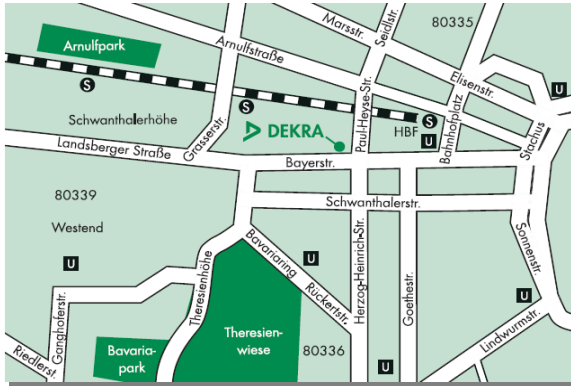 80335
Marsstr.
Seidlstr.
Arnulfpark
Arnulfstraße
Elisenstr.
S
U
S
S
Schwanthalerhöhe
Grasserstr.
DEKRA
Paul-Heyse-Str.
HBF
U
Bahnhofplatz
Stachus
Landsberger Straße
Bayerstr.
80339
Schwanthalerstr.
Westend
U
Theresienhöhe
Bavariaring
U
Rückertstr.
Herzog-Heinrich-Str.
Goethestr.
Sonnenstr.
U
Ganghoferstr.
Riedlerst.
Bavaria-
park
Theresien-
wiese
80336
U
Lindwurmstr.